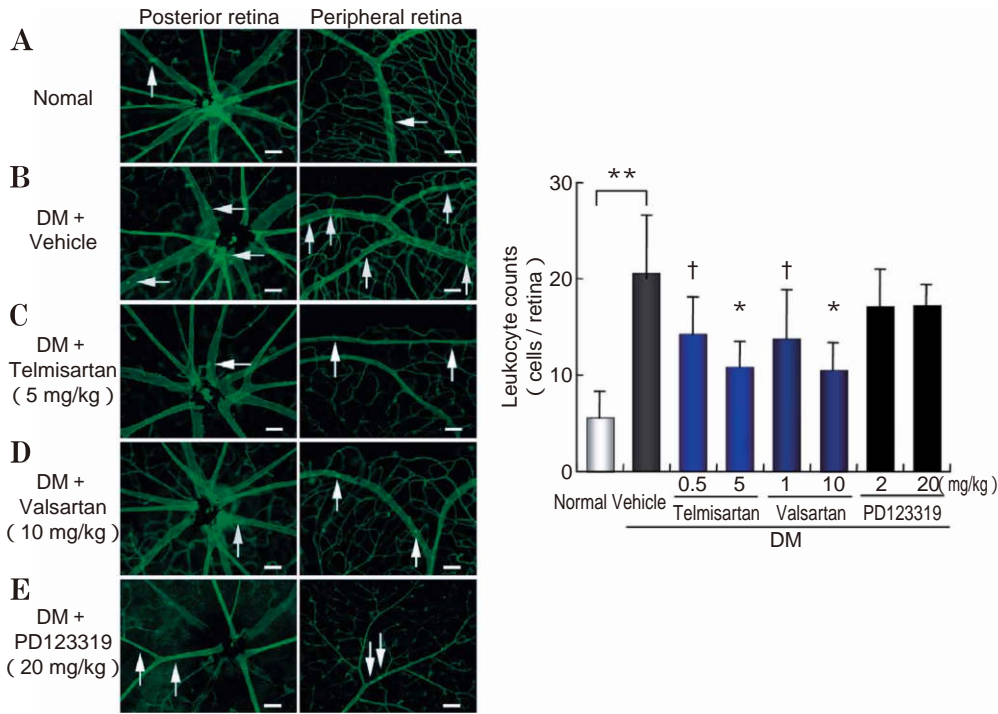 Posterior retina Peripheral retina
A
Nomal
B
DM +
Vehicle
C
DM +
Telmisartan
( 5 mg/kg )
D
DM +
Valsartan
( 10 mg/kg )
E
DM +
PD123319
( 20 mg/kg )
Leukocyte counts
( cells / retina )
30
20
10
0
**
† * † *
Normal Vehicle 0.5 5 1 10 2 20 ( mg/kg )
Telmisartan Valsartan PD123319
DM